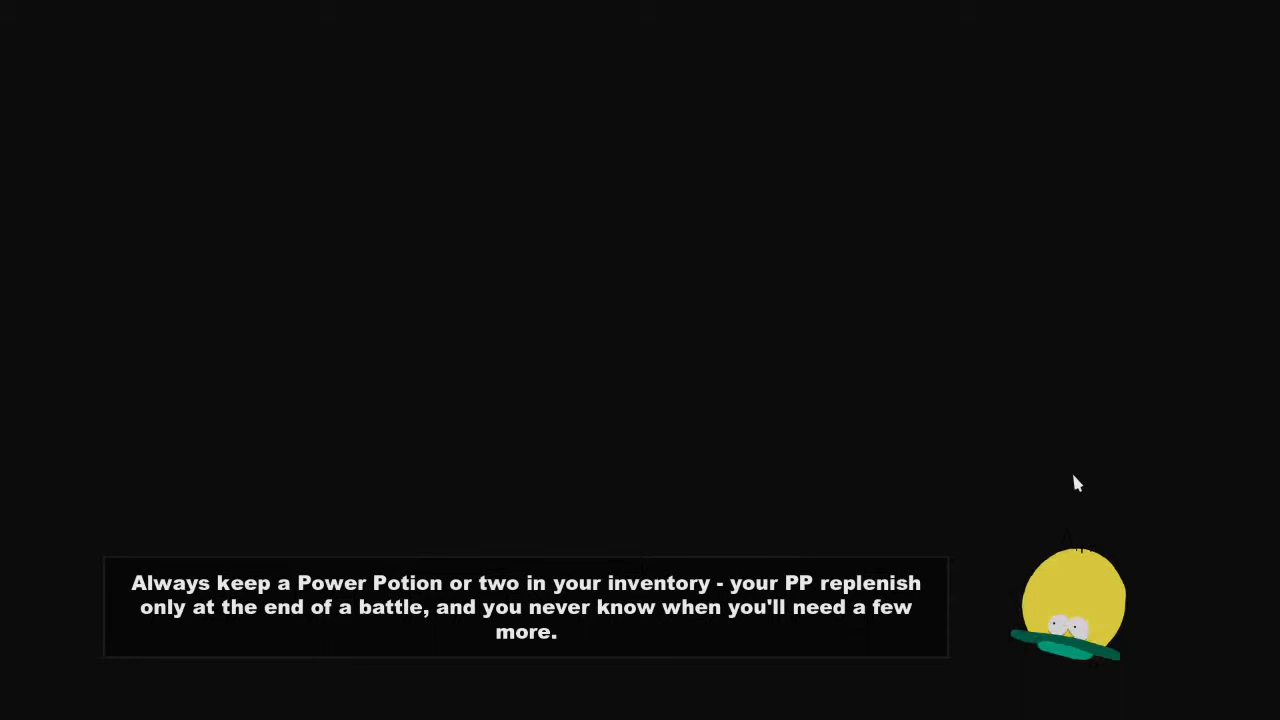 Always keep a Power Potion or two in your inventory - your PP replenish
only at the end of a battle, and you never know when you'll need a few
more.